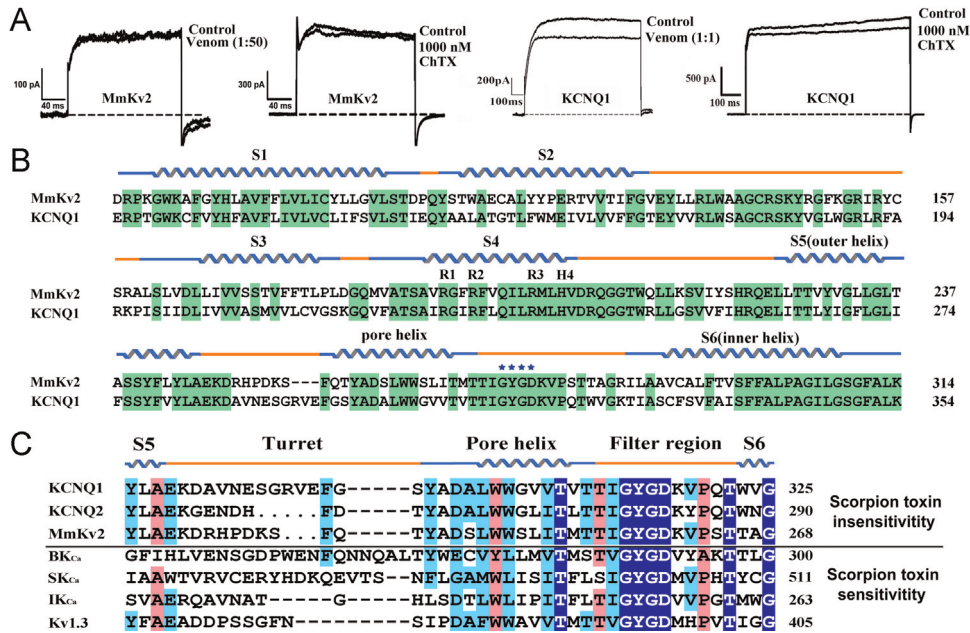 A
Control
Venom (1:50)
100 pA
40 ms
MmKv2
Control
1000 nM
ChTX
300 pA
40 ms
MmKv2
Control
Venom (1:1)
200pA
100ms
KCNQ1
Control
1000 nM
ChTX
500 pA
100 ms
KCNQ1
B
S1 S2
MmKv2 DRPKGWKAFGYHLAVFFLVLICYLLGVLSTDPQYSTWAECALYYPERTVVTIFGVEYLLRLWAAGCRSKYRGFKGRIRYC 157
KCNQ1 ERPTGWKCFVYHFAVFLIVLVCLIFSVLSTIEQYAALATGTLFWMEIVLVVFFGTEYVVRLWSAGCRSKYVGLWGRLRFA 194
S3 S4 S5(outer helix)
R1 R2 R3 H4
MmKv2 SRALSLVDLLIVVSSTVFFTLPLDGQMVATSAVRGFRFVQILRMLHVDRQGGTWQLLKSVIYSHRQELLTTVYVGLLGLT 237
KCNQ1 RKPISIIDLIVVVASMVVLCVGSKGQVFATSAIRGIRFLQILRMLHVDRQGGTWRLLGSVVFIHRQELITTLYIGFLGLI 274
pore helix S6(inner helix)
★★★★
MmKv2 ASSYFLYLAEKDRHPDKS---FQTYADSLWWSLITMTTIGYGDKVPSTTAGRILAAVCALFTVSFFALPAGILGSGFALK 314
KCNQ1 FSSYFVYLAEKDAVNESGRVEFGSYADALWWGVVTVTTIGYGDKVPQTWVGKTIASCFSVFAISFFALPAGILGSGFALK 354
C
S5 Turret Pore helix Filter region S6
KCNQ1 YLAEKDAVNESGRVEFG------SYADALWWGVVTVTTIGYGDKVPQTWVG 325
KCNQ2 YLAEKGENDH....FD------TYADALWWGLITLTTIGYGDKYPQTWNG 290
MmKv2 YLAEKDRHPDKS...FQ------TYADSLWWSLITMTTIGYGDKVPSTTAG 268
Scorpion toxin
insensitivitity
BKCa GFIHLVENSGDPWENFQNNQALTYWECVYLLMVTMSTVGYGDVYAKTTLG 300
SKCa IAAWTVRVCERYHDKQEVTS---NFLGAMWLISITFLSIGYGDMVPHTYCG 511
IKCa SVAERQAVNAT------G-----HLSDTLWLIPITFLTIGYGDVVPGTMWG 263
Kv1.3 YFAEADDPSSGFN---------SIPDAFWWAVVTMTTVGYGDMHPVTIGG 405
Scorpion toxin
sensitivity